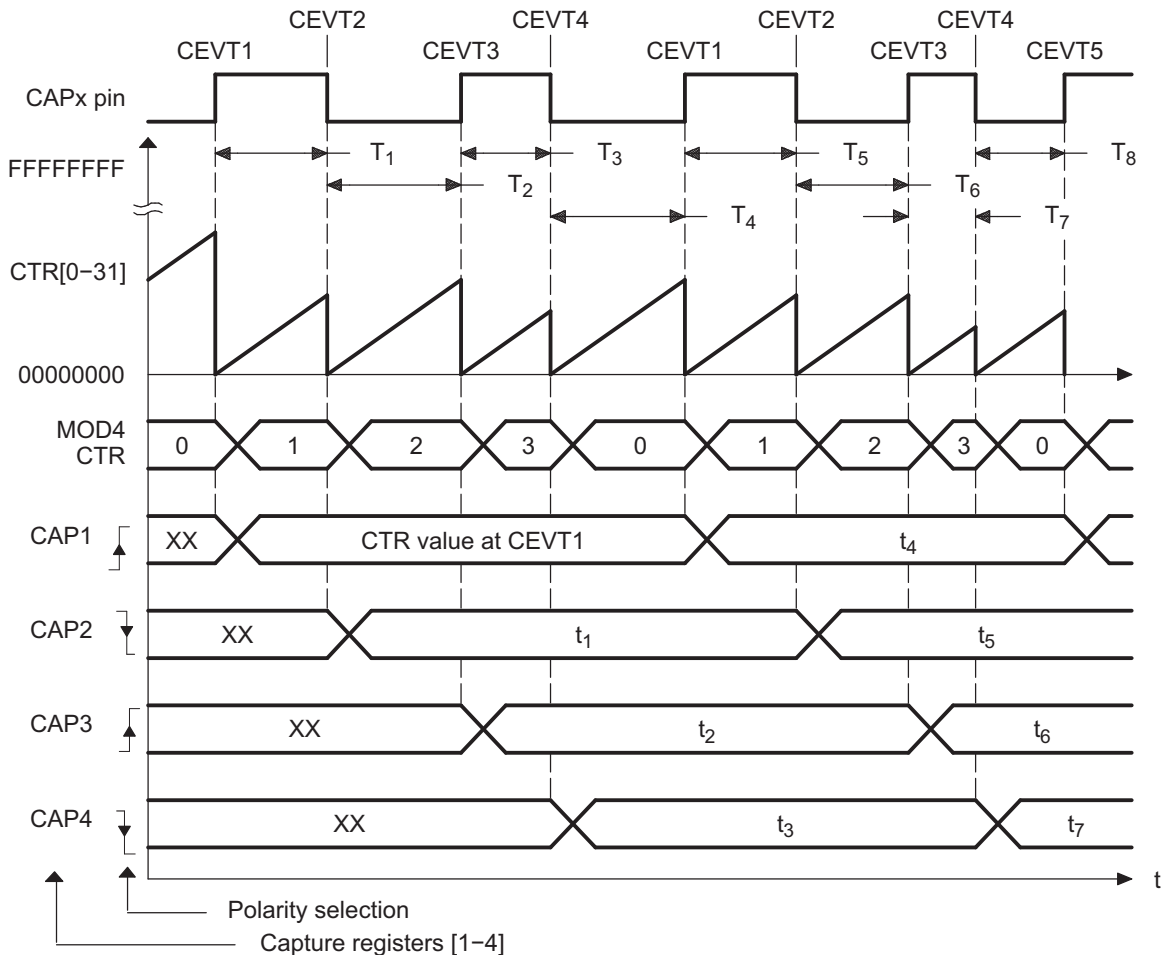 CEVT2 CEVT4 CEVT2 CEVT4
CEVT1 CEVT3 CEVT1 CEVT3 CEVT5
CAPx pin
FFFFFFFF
T1 T3 T5 T8
T2 T6
T4 T7
CTR[0−31]
00000000
MOD4
CTR
0 1 2 3 0 1 2 3 0
CAP1 XX CTR value at CEVT1 t4
CAP2 XX t1 t5
CAP3 XX t2 t6
CAP4 XX t3 t7
t
Polarity selection
Capture registers [1−4]